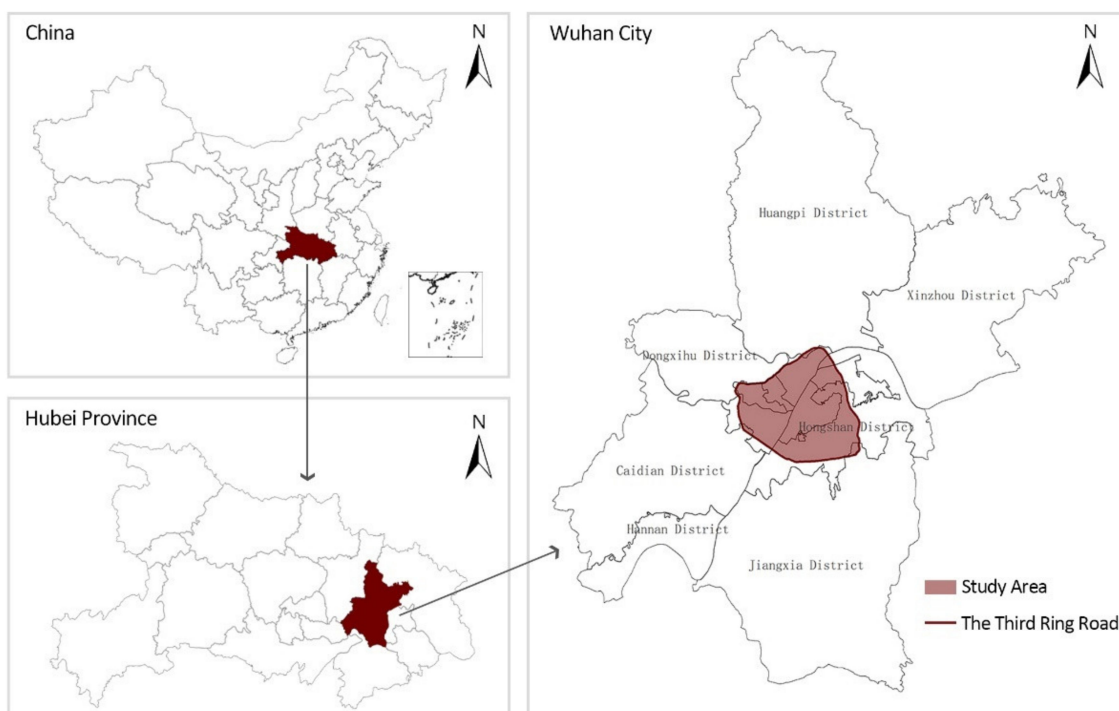 China
N
Hubei Province
N
Wuhan City
N
Huangpi District
Xinzhou District
Dongxihu District
Hongshan District
Caidian District
Hannan District
Jiangxia District
Study Area
The Third Ring Road